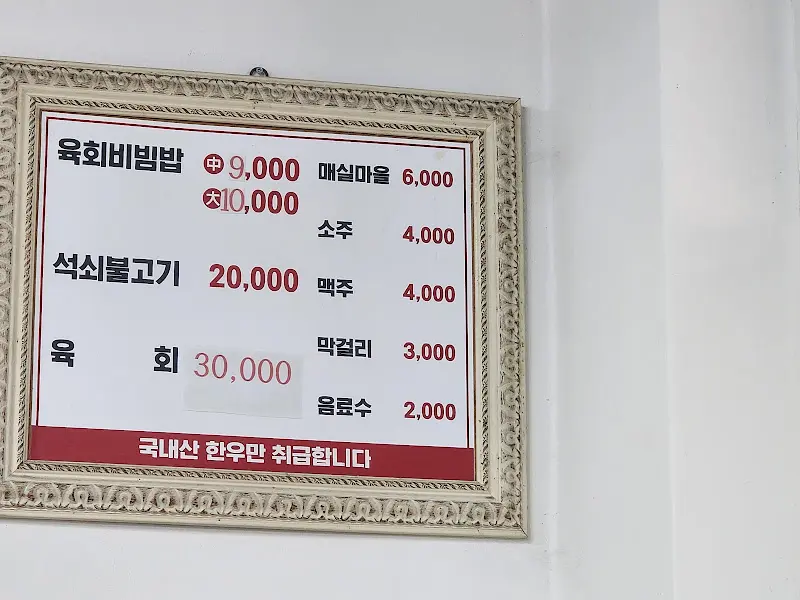 육회비빔밥 ㊥ 9,000
㊅ 10,000
석쇠불고기 20,000
육 회 30,000
매실마을 6,000
소주 4,000
맥주 4,000
막걸리 3,000
음료수 2,000
국내산 한우만 취급합니다